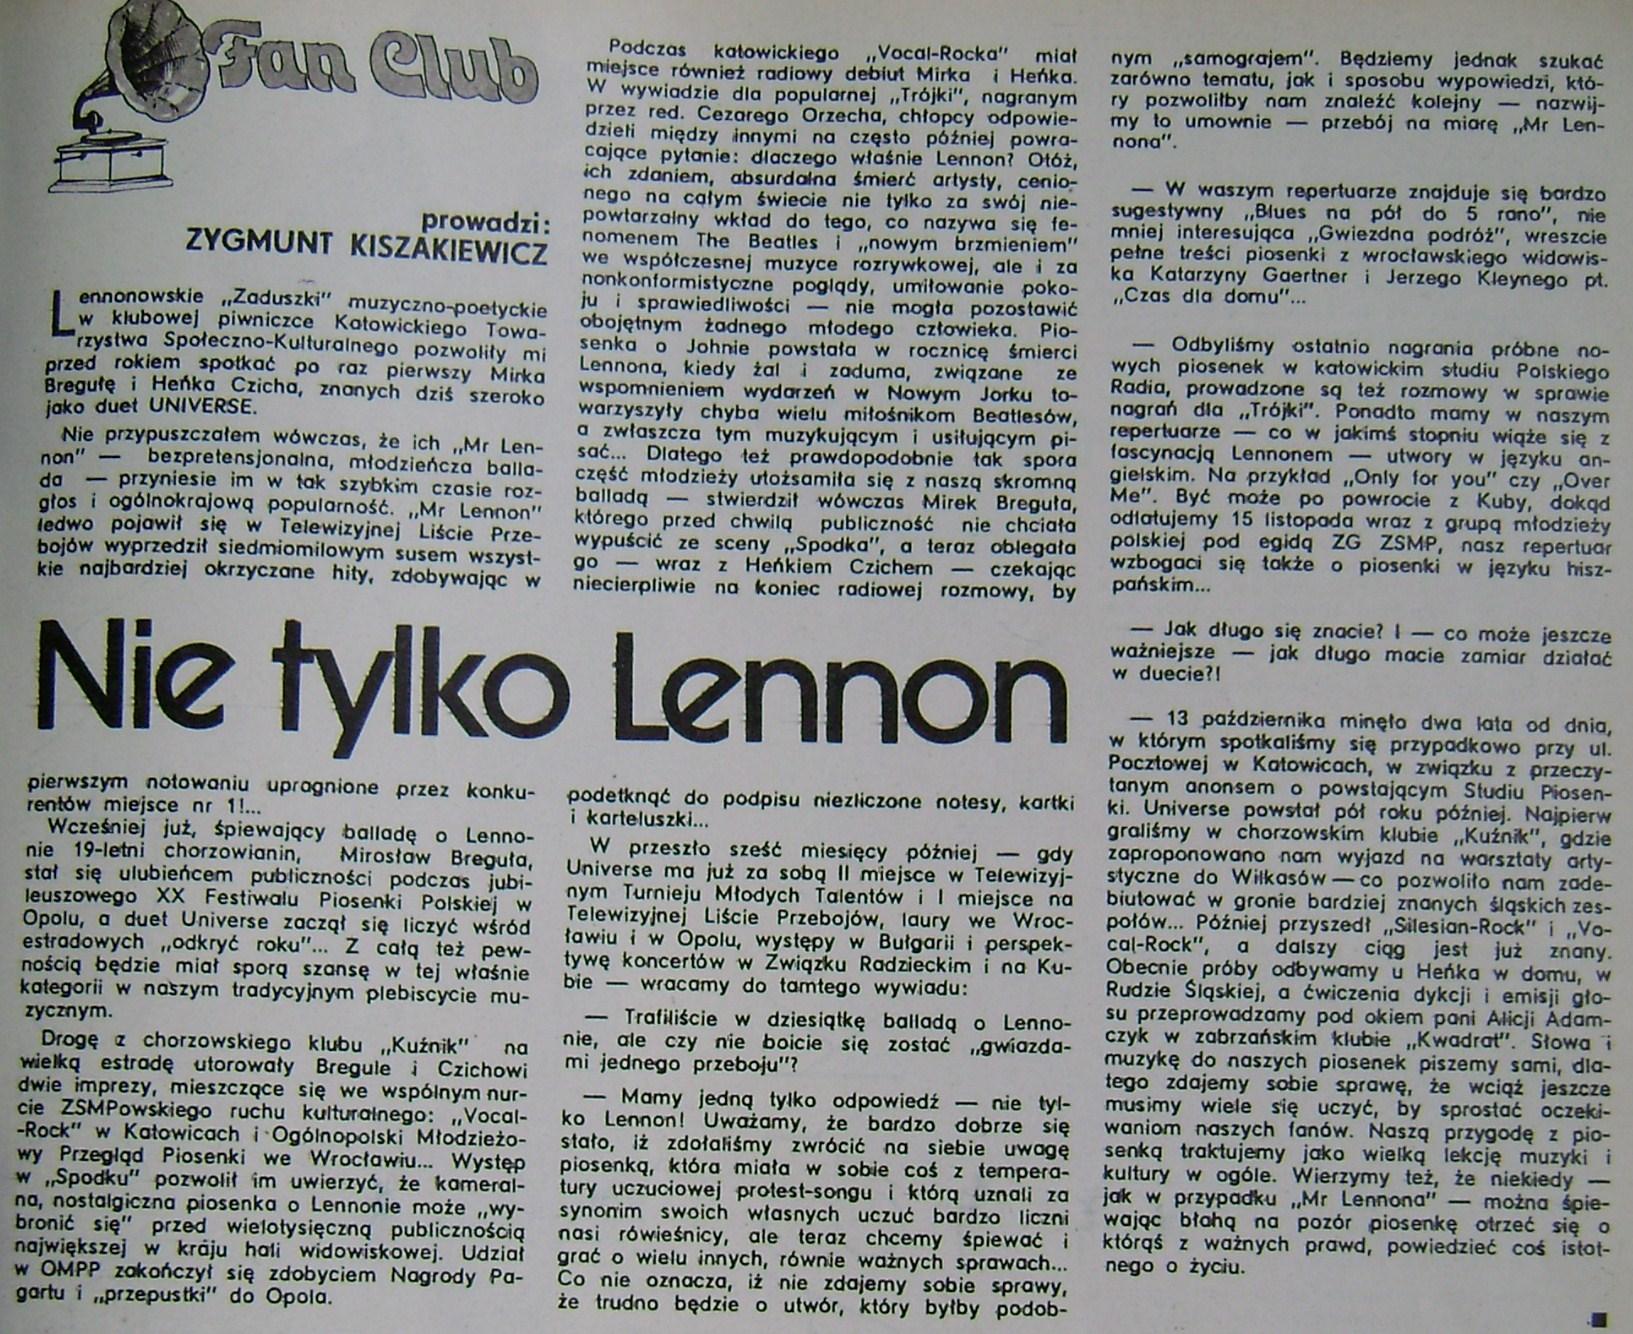 Fan Club
prowadzi:
ZYGMUNT KISZAKIEWICZ
Lennonowskie „Zaduszki" muzyczno-poetyckie
w klubowej piwniczce Katowickiego Towa-
rzystwa Społeczno-Kulturalnego pozwoliły mi
przed rokiem spotkać po raz pierwszy Mirka
Bregułę i Heńka Czicha, znanych dziś szeroko
jako duet UNIVERSE.
Nie przypuszczałem wówczas, że ich „Mr Len-
non" — bezpretensjonalna, młodzieńcza balla-
da — przyniesie im w tak szybkim czasie roz-
głos i ogólnokrajową popularność. „Mr Lennon"
ledwo pojawił się w Telewizyjnej Liście Prze-
bojów wyprzedził siedmiomilowym susem wszyst-
kie najbardziej okrzyczane hity, zdobywając w
Nie tylko Lennon
pierwszym notowaniu upragnione przez konku-
rentów miejsce nr 1!...
Wcześniej już, śpiewający balladę o Lenno-
nie 19-letni chorzowianin, Mirosław Breguła,
stał się ulubieńcem publiczności podczas jubi-
leuszowego XX Festiwalu Piosenki Polskiej w
Opolu, a duet Universe zaczął się liczyć wśród
estradowych „odkryć roku"... Z całą też pew-
nością będzie miał sporą szansę w tej właśnie
kategorii w naszym tradycyjnym plebiscycie mu-
zycznym.
Drogę z chorzowskiego klubu „Kuźnik" na
wielką estradę utorowały Bregule i Czichowi
dwie imprezy, mieszczące się we wspólnym nur-
cie ZSMPowskiego ruchu kulturalnego: „Vocal-
-Rock" w Katowicach i Ogólnopolski Młodzieżo-
wy Przegląd Piosenki we Wrocławiu... Występ
w „Spodku" pozwolił im uwierzyć, że kameral-
na, nostalgiczna piosenka o Lennonie może „wy-
bronić się" przed wielotysięczną publicznością
największej w kraju hali widowiskowej. Udział
w OMPP zakończył się zdobyciem Nagrody Pa-
gartu i „przepustki" do Opola.
Podczas katowickiego „Vocal-Rocka" miał
miejsce również radiowy debiut Mirka i Heńka.
W wywiadzie dla popularnej „Trójki", nagranym
przez red. Cezarego Orzecha, chłopcy odpowie-
dzieli między innymi na często później powra-
cające pytanie: dlaczego właśnie Lennon? Otóż,
ich zdaniem, absurdalna śmierć artysty, cenio-
nego na całym świecie nie tylko za swój nie-
powtarzalny wkład do tego, co nazywa się fe-
nomenem The Beatles i „nowym brzmieniem"
we współczesnej muzyce rozrywkowej, ale i za
nonkonformistyczne poglądy, umiłowanie poko-
ju i sprawiedliwości — nie mogła pozostawić
obojętnym żadnego młodego człowieka. Pio-
senka o Johnie powstała w rocznicę śmierci
Lennona, kiedy żal i zaduma, związane ze
wspomnieniem wydarzeń w Nowym Jorku to-
warzyszyły chyba wielu miłośnikom Beatlesów,
a zwłaszcza tym muzykującym i usiłującym pi-
sać... Dlatego też prawdopodobnie tak spora
część młodzieży utożsamiła się z naszą skromną
balladą — stwierdził wówczas Mirek Breguła,
którego przed chwilą publiczność nie chciała
wypuścić ze sceny „Spodka", a teraz oblegała
go — wraz z Heńkiem Czichem — czekając
niecierpliwie na koniec radiowej rozmowy, by
podetknąć do podpisu niezliczone notesy, kartki
i karteluszki...
W przeszło sześć miesięcy później — gdy
Universe ma już za sobą II miejsce w Telewizyj-
nym Turnieju Młodych Talentów i I miejsce na
Telewizyjnej Liście Przebojów, laury we Wroc-
ławiu i w Opolu, występy w Bułgarii i perspek-
tywę koncertów w Związku Radzieckim i na Ku-
bie — wracamy do tamtego wywiadu:
— Trafiliście w dziesiątkę balladą o Lenno-
nie, ale czy nie boicie się zostać „gwiazda-
mi jednego przeboju"?
— Mamy jedną tylko odpowiedź — nie tyl-
ko Lennon! Uważamy, że bardzo dobrze się
stało, iż zdołaliśmy zwrócić na siebie uwagę
piosenką, która miała w sobie coś z tempera-
tury uczuciowej protest-songu i którą uznali za
synonim swoich własnych uczuć bardzo liczni
nasi rówieśnicy, ale teraz chcemy śpiewać i
grać o wielu innych, równie ważnych sprawach...
Co nie oznacza, iż nie zdajemy sobie sprawy,
że trudno będzie o utwór, który byłby podob-
nym „samograjem". Będziemy jednak szukać
zarówno tematu, jak i sposobu wypowiedzi, któ-
ry pozwoliłby nam znaleźć kolejny — nazwij-
my to umownie — przebój na miarę „Mr Len-
nona".
— W waszym repertuarze znajduje się bardzo
sugestywny „Blues na pół do 5 rano", nie
mniej interesująca „Gwiezdna podróż", wreszcie
pełne treści piosenki z wrocławskiego widowis-
ka Katarzyny Gaertner i Jerzego Kleynego pt.
„Czas dla domu"...
— Odbyliśmy ostatnio nagrania próbne no-
wych piosenek w katowickim studiu Polskiego
Radia, prowadzone są też rozmowy w sprawie
nagrań dla „Trójki". Ponadto mamy w naszym
repertuarze — co w jakimś stopniu wiąże się z
fascynacją Lennonem — utwory w języku an-
gielskim. Na przykład „Only for you" czy „Over
Me". Być może po powrocie z Kuby, dokąd
odlatujemy 15 listopada wraz z grupą młodzieży
polskiej pod egidą ZG ZSMP, nasz repertuar
wzbogaci się także o piosenki w języku hisz-
pańskim...
— Jak długo się znacie? I — co może jeszcze
ważniejsze — jak długo macie zamiar działać
w duecie?!
— 13 października minęło dwa lata od dnia,
w którym spotkaliśmy się przypadkowo przy ul.
Pocztowej w Katowicach, w związku z przeczy-
tanym anonsem o powstającym Studiu Piosen-
ki. Universe powstał pół roku później. Najpierw
graliśmy w chorzowskim klubie „Kuźnik", gdzie
zaproponowano nam wyjazd na warsztaty arty-
styczne do Wilkasów — co pozwoliło nam zade-
biutować w gronie bardziej znanych śląskich zes-
połów... Później przyszedł „Silesian-Rock" i „Vo-
cal-Rock", a dalszy ciąg jest już znany.
Obecnie próby odbywamy u Heńka w domu, w
Rudzie Śląskiej, a ćwiczenia dykcji i emisji gło-
su przeprowadzamy pod okiem pani Alicji Adam-
czyk w zabrzańskim klubie „Kwadrat". Słowa i
muzykę do naszych piosenek piszemy sami, dla-
tego zdajemy sobie sprawę, że wciąż jeszcze
musimy wiele się uczyć, by sprostać oczeki-
waniom naszych fanów. Naszą przygodę z pio-
senką traktujemy jako wielką lekcję muzyki i
kultury w ogóle. Wierzymy też, że niekiedy —
jak w przypadku „Mr Lennona" — można śpie-
wając błahą na pozór piosenkę otrzeć się o
którąś z ważnych prawd, powiedzieć coś istot-
nego o życiu.